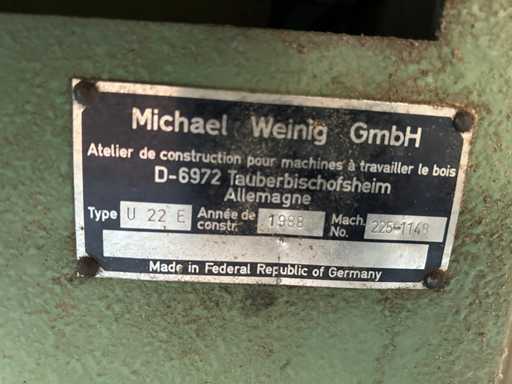 Michael Weinig GmbH
Atelier de construction pour machines à travailler le bois
D-6972 Tauberbischofsheim
Allemagne
Type U 22 E Année de constr. 1988 Mach. No. 225-1148
Made in Federal Republic of Germany